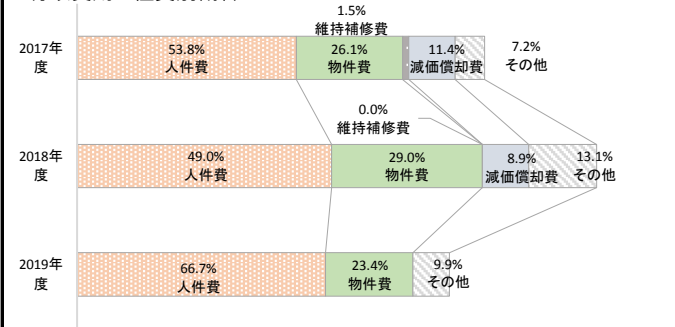 1.5%
維持補修費
2017年
度
53.8%
人件費
26.1%
物件費
11.4%
減価償却費
7.2%
その他
0.0%
維持補修費
2018年
度
49.0%
人件費
29.0%
物件費
8.9%
減価償却費
13.1%
その他
2019年
度
66.7%
人件費
23.4%
物件費
9.9%
その他